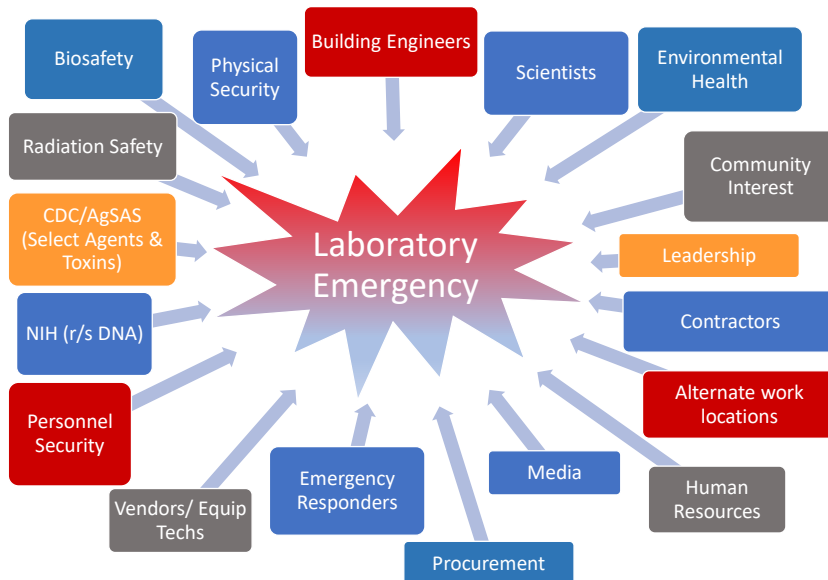 Building Engineers
Biosafety
Physical
Security
Scientists
Environmental
Health
Radiation Safety
Community
Interest
CDC/AgSAS
(Select Agents &
Toxins)
Laboratory
Emergency
Leadership
NIH (r/s DNA)
Contractors
Personnel
Security
Alternate work
locations
Vendors/ Equip
Techs
Emergency
Responders
Media
Human
Resources
Procurement